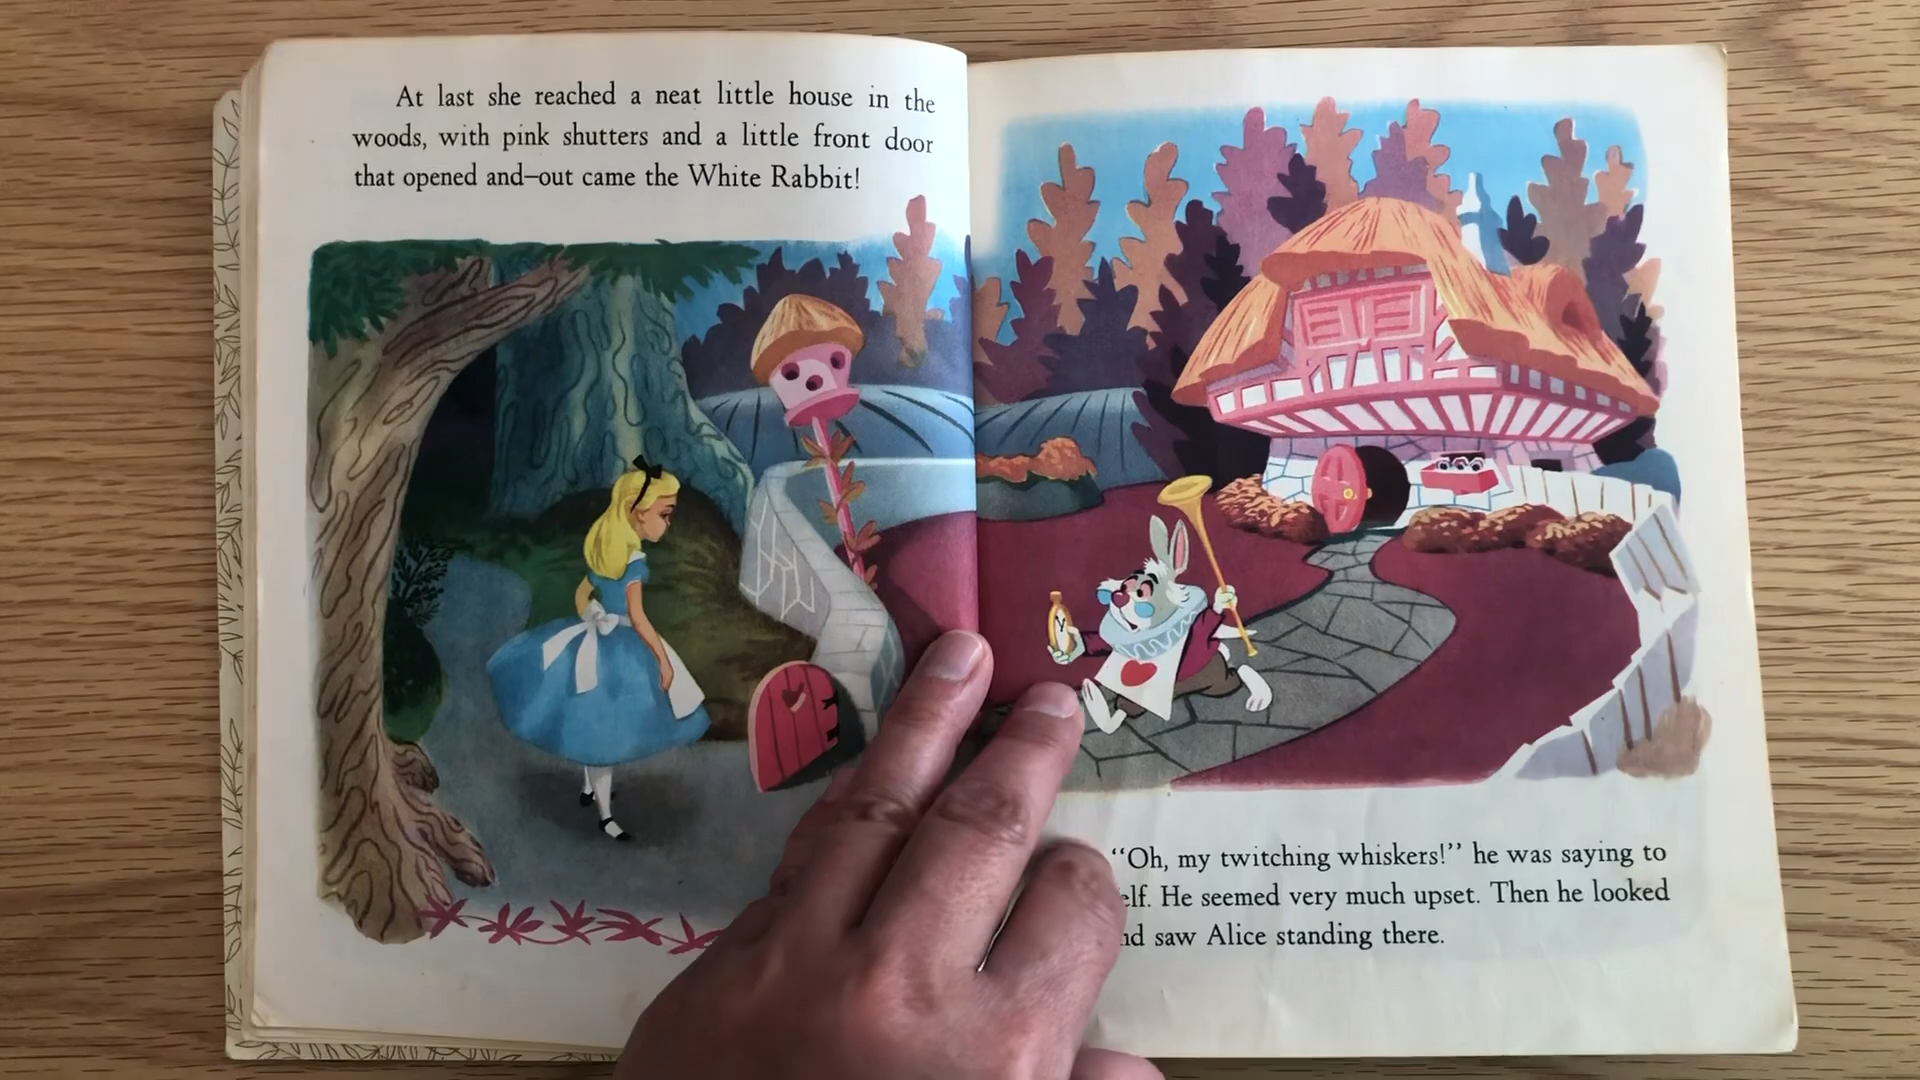 At last she reached a neat little house in the
woods, with pink shutters and a little front door
that opened and—out came the White Rabbit!
“Oh, my twitching whiskers!” he was saying to
He seemed very much upset. Then he looked
saw Alice standing there.